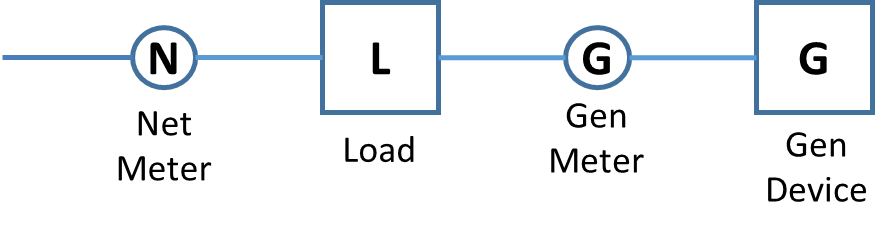 N
L
G
G
Net
Meter
Load
Gen
Meter
Gen
Device